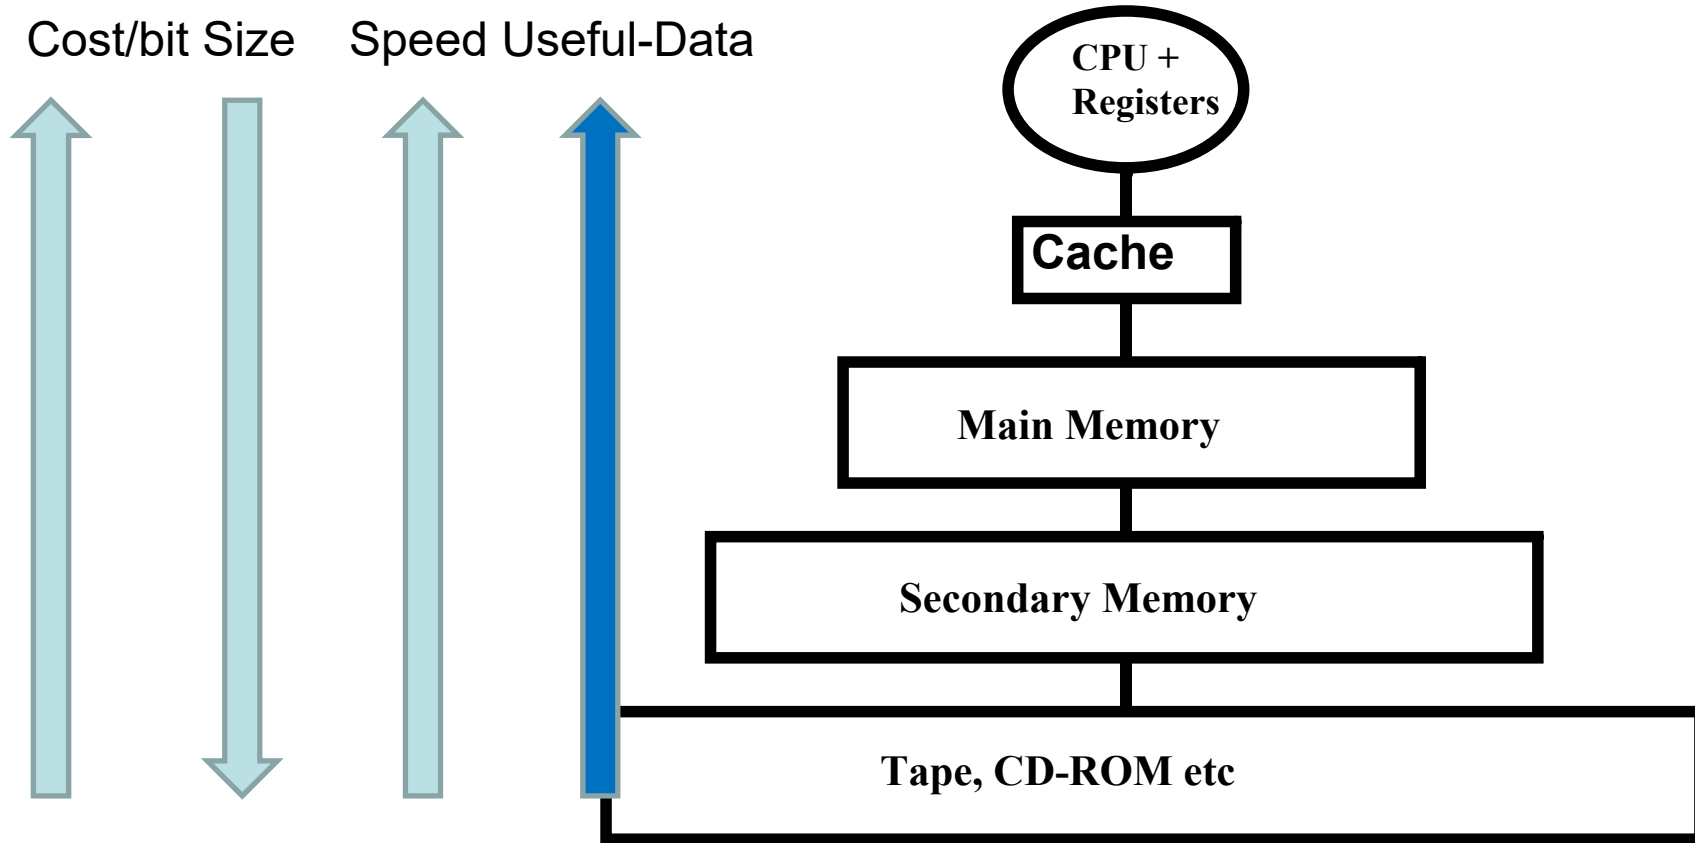 Cost/bit Size Speed Useful-Data
CPU +
Registers
Cache
Main Memory
Secondary Memory
Tape, CD-ROM etc